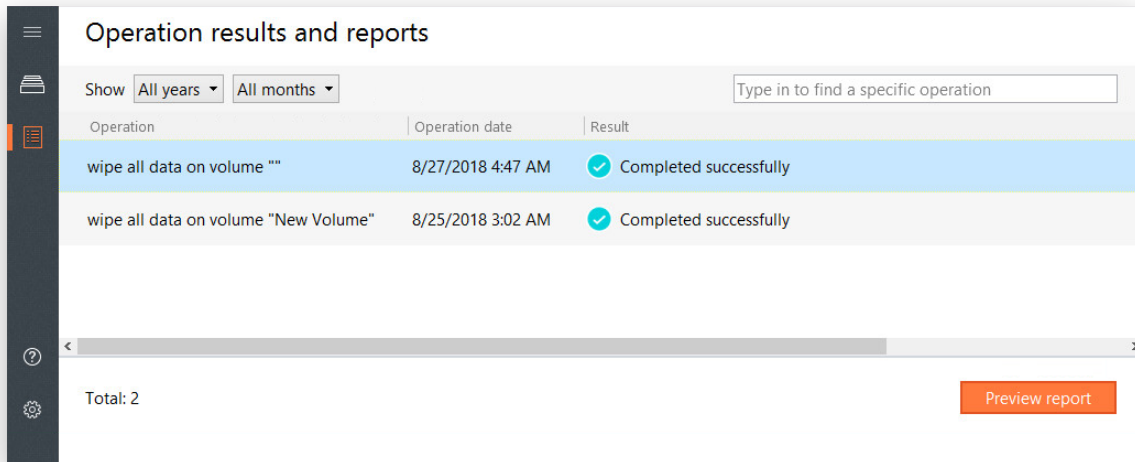 Operation results and reports
Show All years All months Type in to find a specific operation
Operation Operation date Result
wipe all data on volume "" 8/27/2018 4:47 AM Completed successfully
wipe all data on volume "New Volume" 8/25/2018 3:02 AM Completed successfully
Total: 2 Preview report